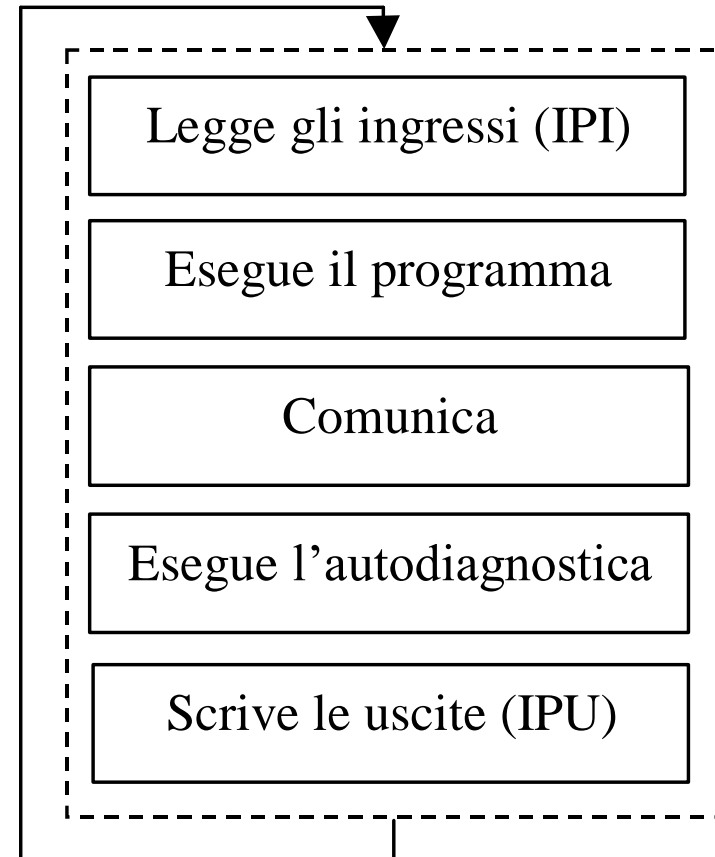 Legge gli ingressi (IPI)
Esegue il programma
Comunica
Esegue l’autodiagnostica
Scrive le uscite (IPU)